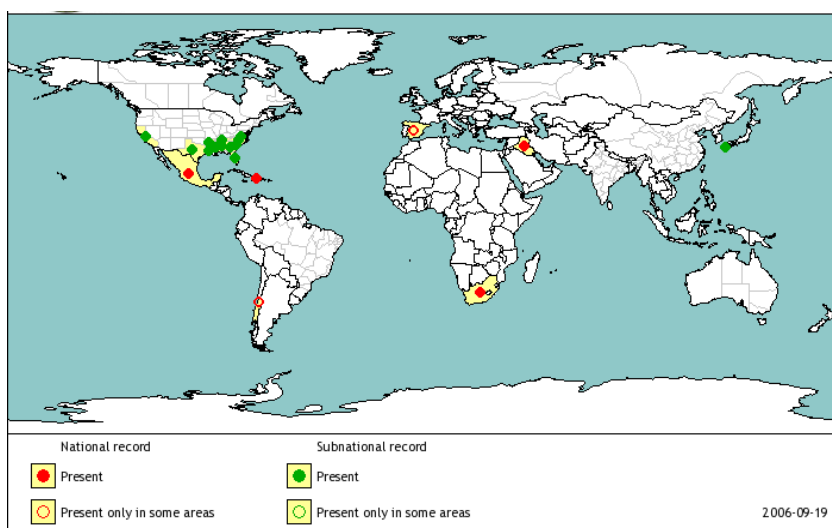 National record
Subnational record
Present
Present
Present only in some areas
Present only in some areas
2006-09-19